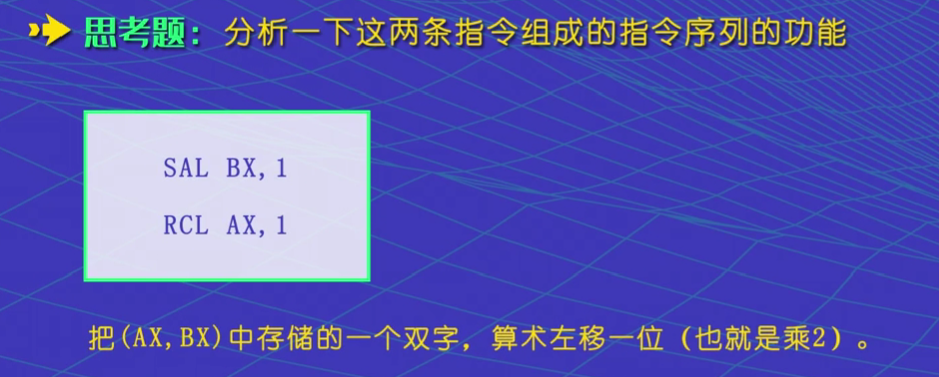 思考题：分析一下这两条指令组成的指令序列的功能
SAL BX,1
RCL AX,1
把(AX,BX)中存储的一个双字，算术左移一位（也就是乘2）。